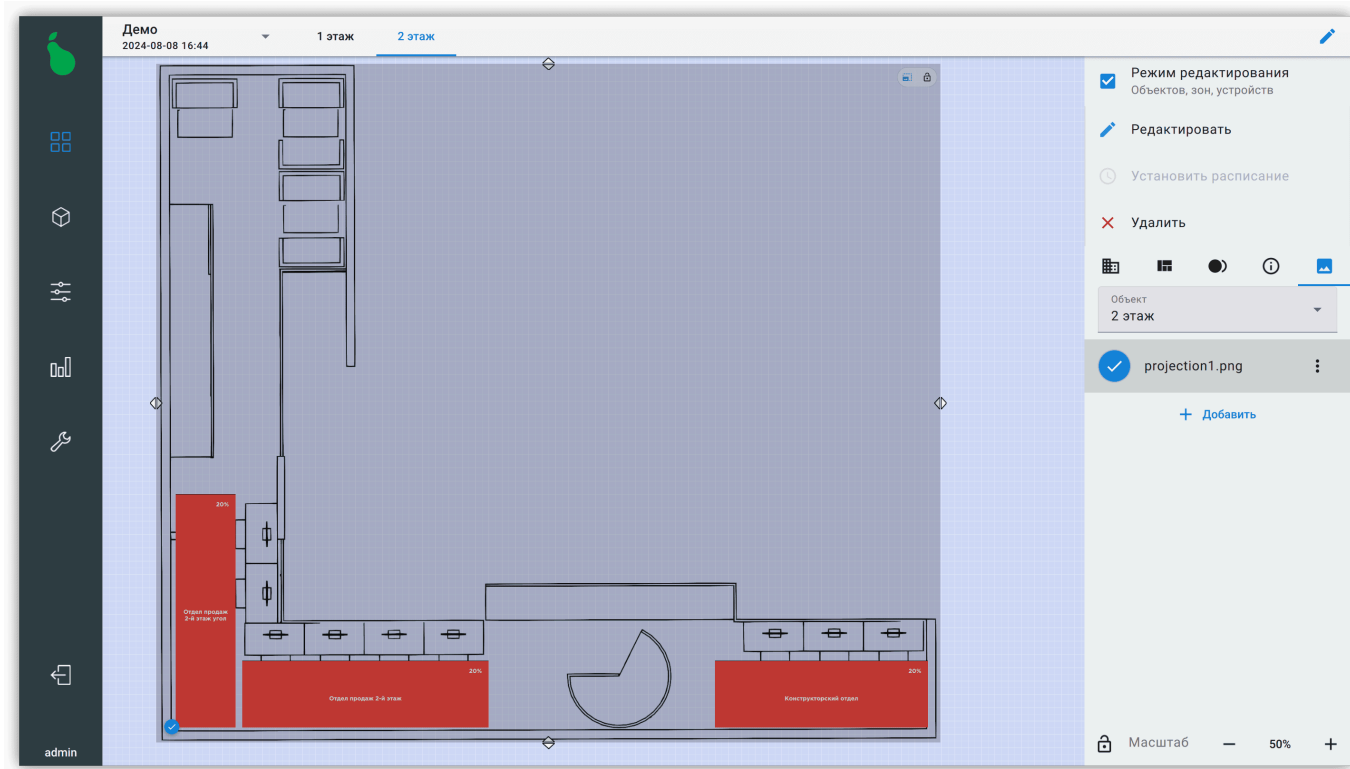 Демо
2024-08-08 16:44
1 этаж
2 этаж
Режим редактирования
Объектов, зон, устройств
Редактировать
Установить расписание
Удалить
Объект
2 этаж
projection1.png
Добавить
20%
Отдел продаж
2-й этаж угол
20%
Отдел продаж 2-й этаж
20%
Конструкторский отдел
admin
Масштаб
50%